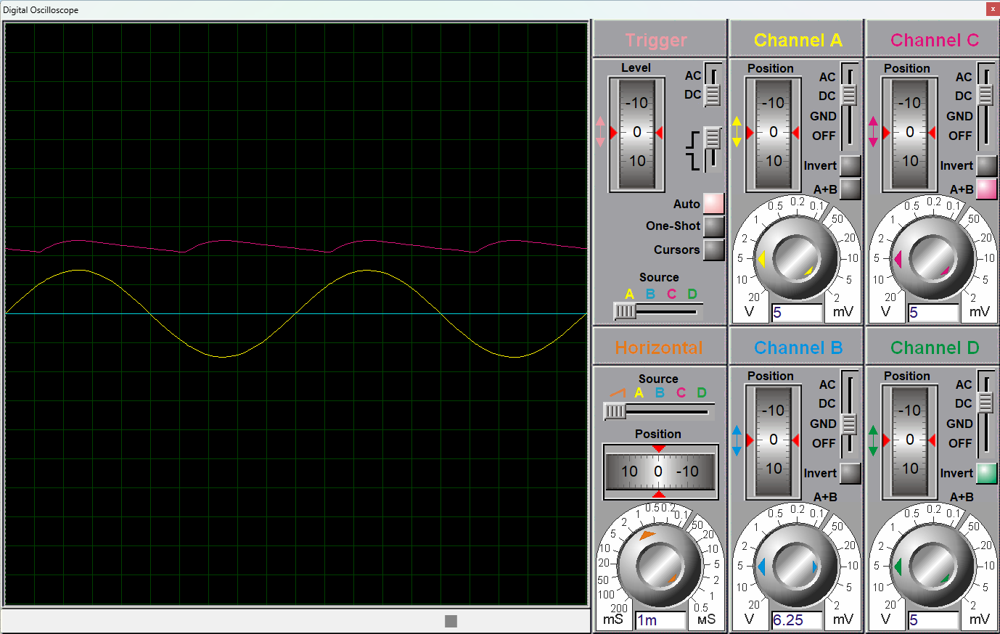 Digital Oscilloscope
x
Trigger
Level
-10
0
10
AC
DC
Auto
One-Shot
Cursors
Source
A B C D
Channel A
Position
-10
0
10
AC
DC
GND
OFF
Invert
A+B
20
10
5
2
1
0.5
0.2
0.1
50
20
10
5
2
V
5
mV
Channel C
Position
-10
0
10
AC
DC
GND
OFF
Invert
A+B
20
10
5
2
1
0.5
0.2
0.1
50
20
10
5
2
V
5
mV
Horizontal
Source
A B C D
Position
10 0 -10
200
100
50
20
10
5
2
1
0.5
0.2
0.1
50
20
10
5
2
1
0.5
mS
1m
мS
Channel B
Position
-10
0
10
AC
DC
GND
OFF
Invert
A+B
20
10
5
2
1
0.5
0.2
0.1
50
20
10
5
2
V
6.25
mV
Channel D
Position
-10
0
10
AC
DC
GND
OFF
Invert
A+B
20
10
5
2
1
0.5
0.2
0.1
50
20
10
5
2
V
5
mV